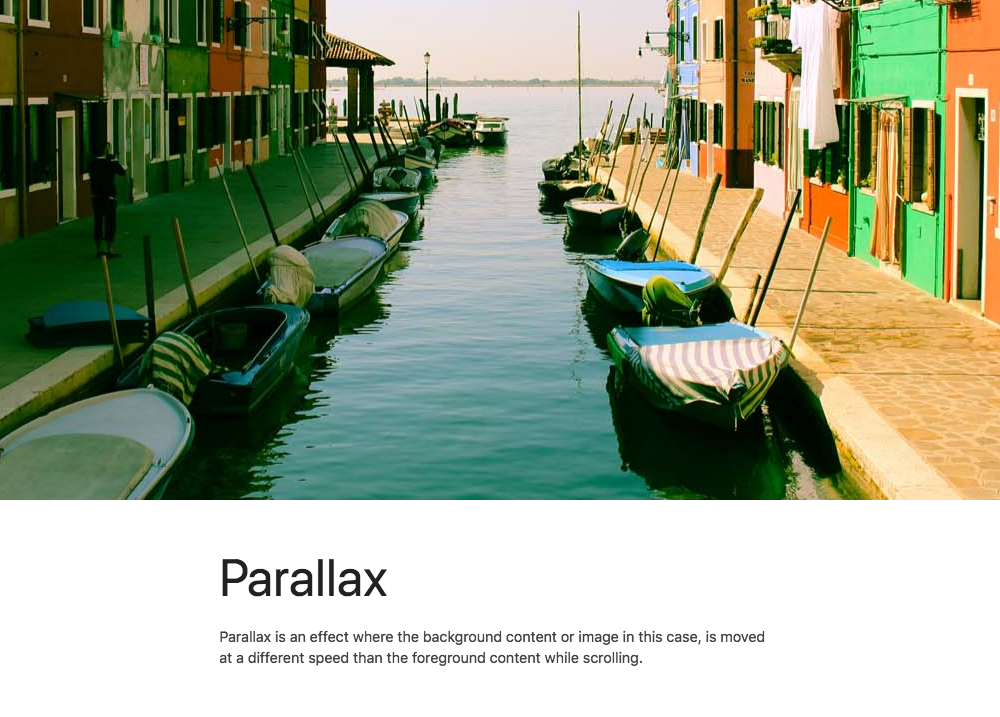 Parallax
Parallax is an effect where the background content or image in this case, is moved
at a different speed than the foreground content while scrolling.